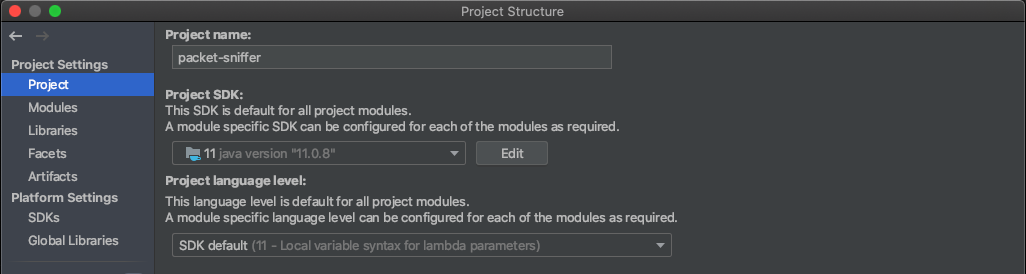 Project Structure
Project Settings
Project
Modules
Libraries
Facets
Artifacts
Platform Settings
SDKs
Global Libraries
Project name:
packet-sniffer
Project SDK:
This SDK is default for all project modules.
A module specific SDK can be configured for each of the modules as required.
11 java version "11.0.8"
Edit
Project language level:
This language level is default for all project modules.
A module specific language level can be configured for each of the modules as required.
SDK default (11 - Local variable syntax for lambda parameters)